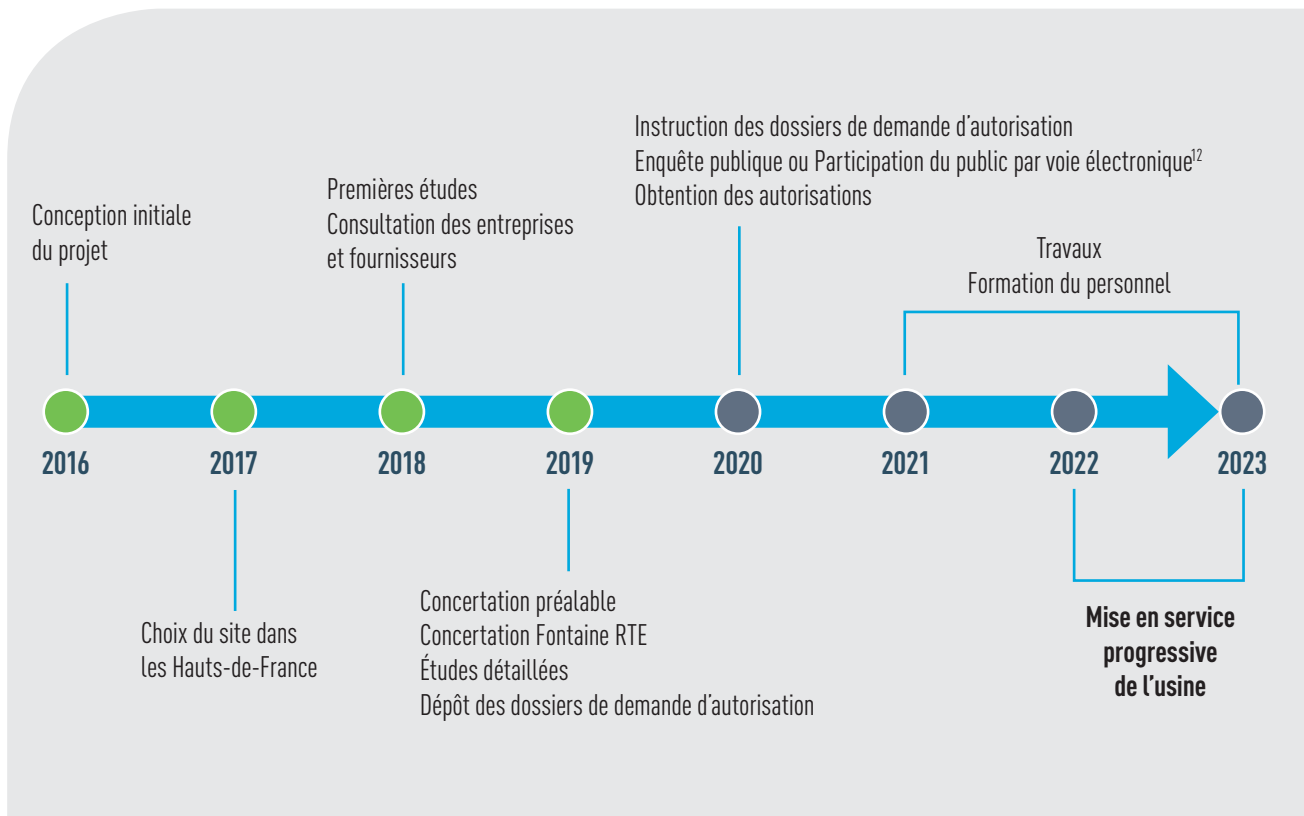 Conception initiale
du projet
Premières études
Consultation des entreprises
et fournisseurs
Instruction des dossiers de demande d'autorisation
Enquête publique ou Participation du public par voie électronique¹²
Obtention des autorisations
Travaux
Formation du personnel
2016
2017
2018
2019
2020
2021
2022
2023
Choix du site dans
les Hauts-de-France
Concertation préalable
Concertation Fontaine RTE
Études détaillées
Dépôt des dossiers de demande d'autorisation
Mise en service
progressive
de l'usine